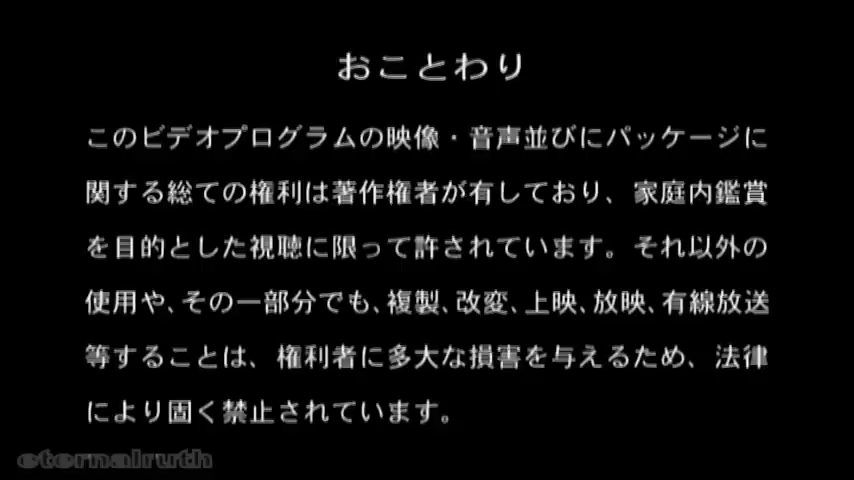 おことわり
このビデオプログラムの映像・音声並びにパッケージに
関する総ての権利は著作権者が有しており、家庭内鑑賞
を目的とした視聴に限って許されています。それ以外の
使用や、その一部分でも、複製、改変、上映、放映、有線放送
等することは、権利者に多大な損害を与えるため、法律
により固く禁止されています。
eternalruth